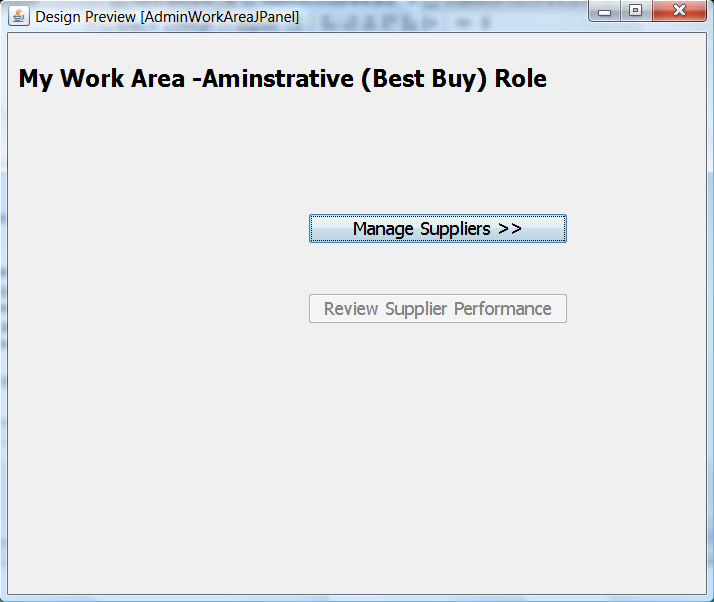 Design Preview [AdminWorkAreaJPanel]
My Work Area -Aminstrative (Best Buy) Role
Manage Suppliers >>
Review Supplier Performance